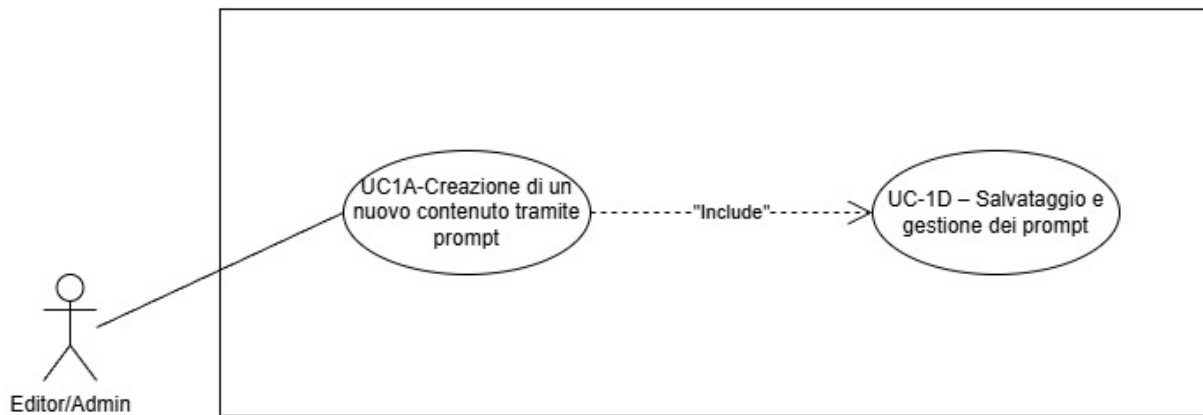 UC1A-Creazione di un
nuovo contenuto tramite
prompt
"Include"
UC-1D – Salvataggio e
gestione dei prompt
Editor/Admin